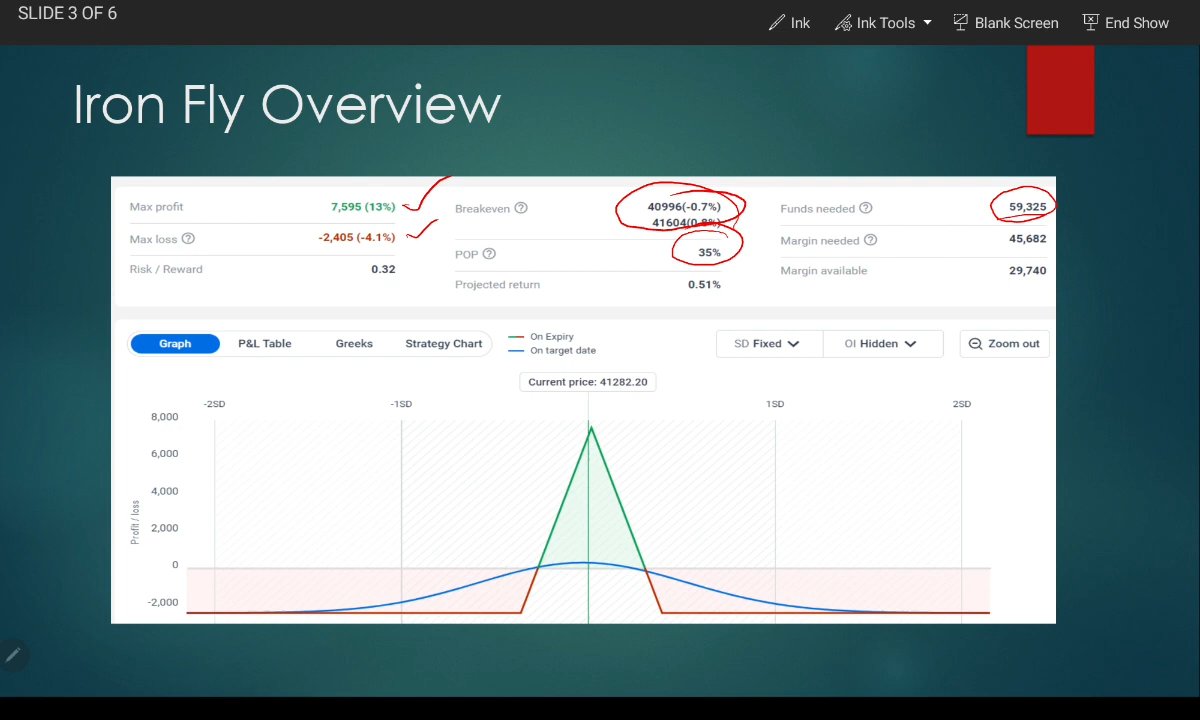 SLIDE 3 OF 6
Ink
Ink Tools
Blank Screen
End Show
Iron Fly Overview
Max profit 7,595 (13%)
Max loss -2,405 (-4.1%)
Risk / Reward 0.32
Breakeven 40996(-0.7%)
41604(0.8%)
POP 35%
Projected return 0.51%
Funds needed 59,325
Margin needed 45,682
Margin available 29,740
Graph
P&L Table
Greeks
Strategy Chart
On Expiry
On target date
SD Fixed
OI Hidden
Zoom out
Current price: 41282.20
-2SD
-1SD
1SD
2SD
8,000
6,000
4,000
2,000
0
-2,000
Profit / loss